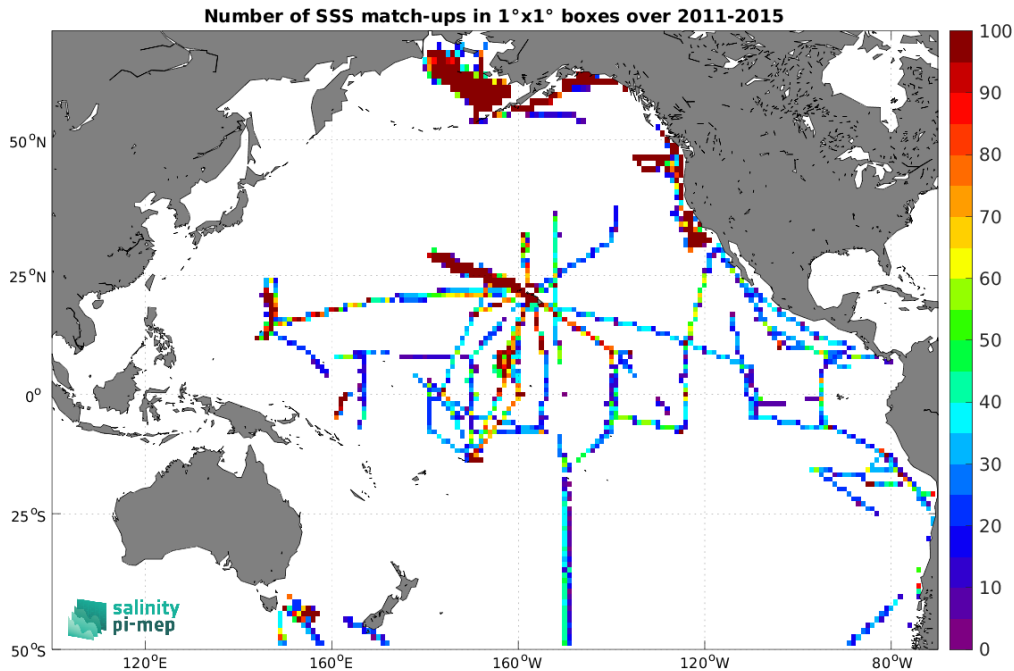 Number of SSS match-ups in 1°x1° boxes over 2011-2015
50°N
25°N
0°
25°S
50°S
120°E
160°E
160°W
120°W
80°W
100
90
80
70
60
50
40
30
20
10
0
salinity
pi-mep